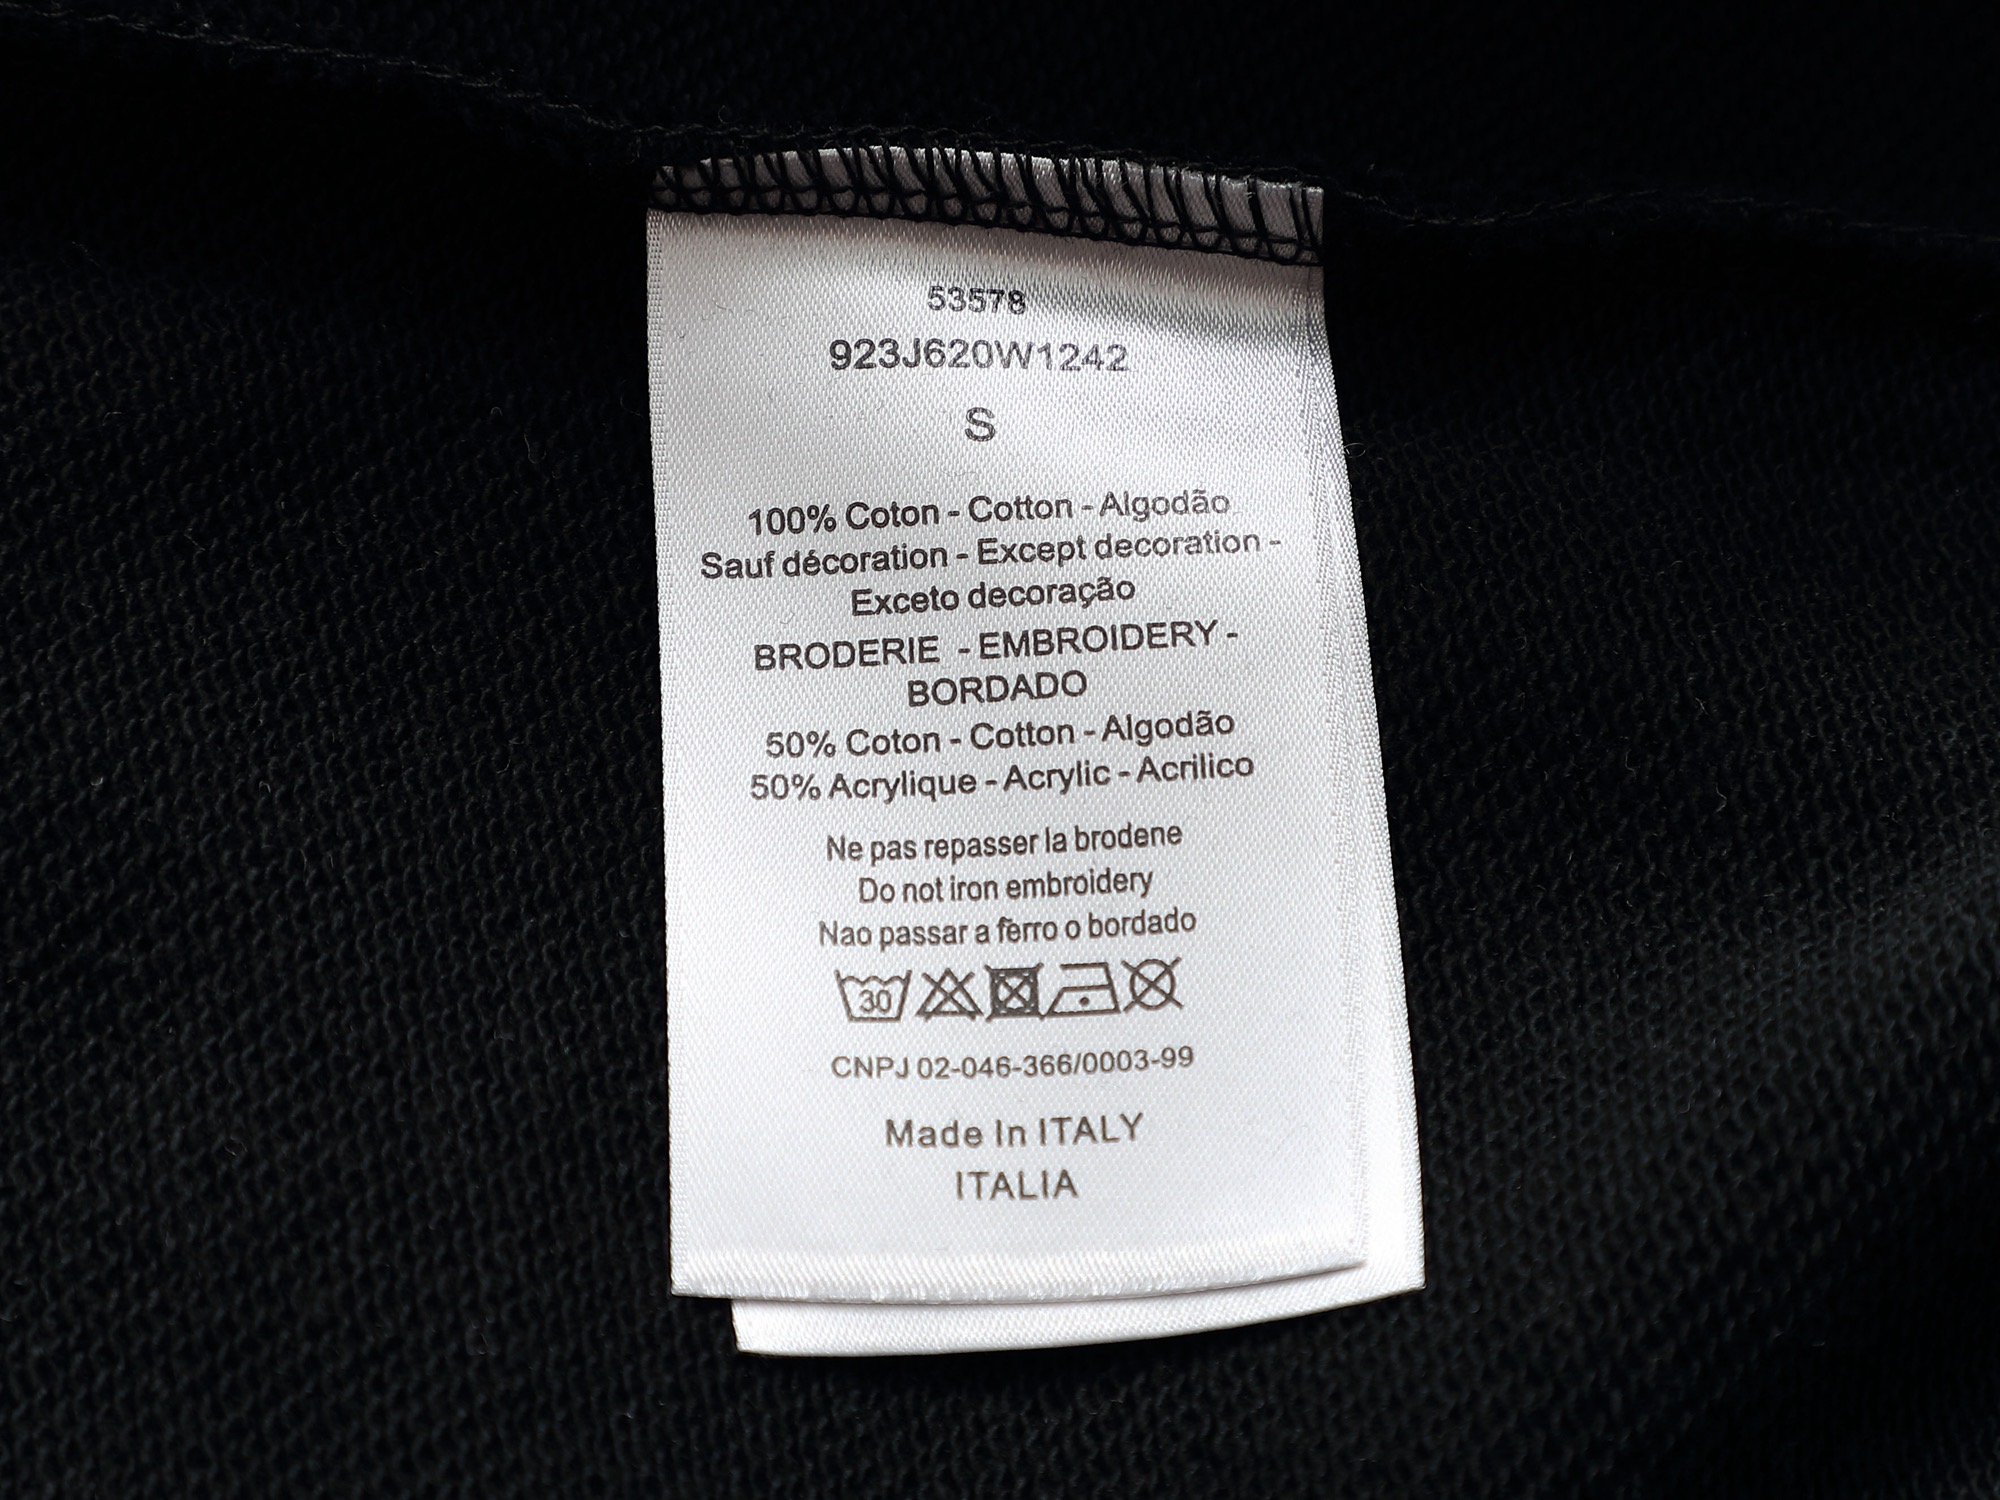 53578
923J620W1242
S
100% Coton - Cotton - Algodão
Sauf décoration - Except decoration -
Exceto decoração
BRODERIE - EMBROIDERY -
BORDADO
50% Coton - Cotton - Algodão
50% Acrylique - Acrylic - Acrilico
Ne pas repasser la brodene
Do not iron embroidery
Nao passar a ferro o bordado
30
CNPJ 02-046-366/0003-99
Made In ITALY
ITALIA